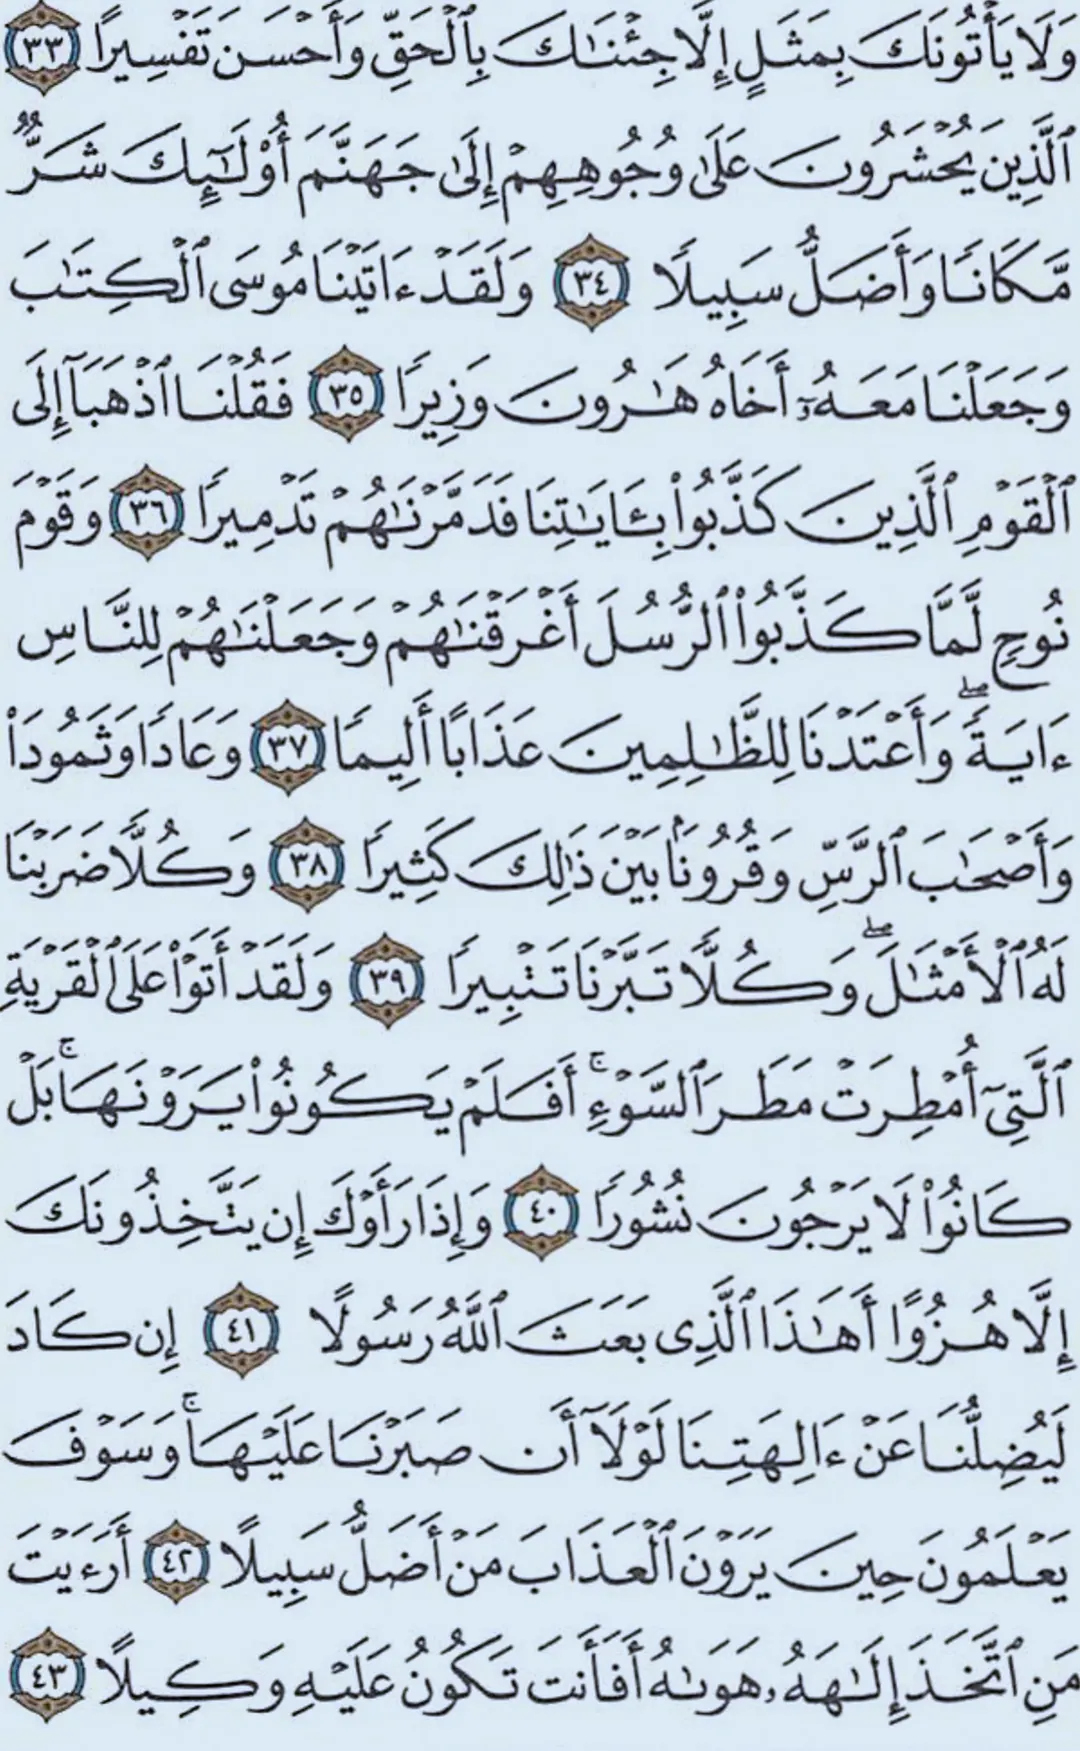 وَلَا يَأْتُونَكَ بِمَثَلٍ إِلَّا جِئْنَٰكَ بِٱلْحَقِّ وَأَحْسَنَ تَفْسِيرًا ٣٣
ٱلَّذِينَ يُحْشَرُونَ عَلَىٰ وُجُوهِهِمْ إِلَىٰ جَهَنَّمَ أُو۟لَٰٓئِكَ شَرٌّ
مَّكَانًا وَأَضَلُّ سَبِيلًا ٣٤ وَلَقَدْ ءَاتَيْنَا مُوسَى ٱلْكِتَٰبَ
وَجَعَلْنَا مَعَهُۥٓ أَخَاهُ هَٰرُونَ وَزِيرًا ٣٥ فَقُلْنَا ٱذْهَبَآ إِلَى
ٱلْقَوْمِ ٱلَّذِينَ كَذَّبُوا۟ بِـَٔايَٰتِنَا فَدَمَّرْنَٰهُمْ تَدْمِيرًا ٣٦ وَقَوْمَ
نُوحٍ لَّمَّا كَذَّبُوا۟ ٱلرُّسُلَ أَغْرَقْنَٰهُمْ وَجَعَلْنَٰهُمْ لِلنَّاسِ
ءَايَةً ۖ وَأَعْتَدْنَا لِلظَّٰلِمِينَ عَذَابًا أَلِيمًا ٣٧ وَعَادًا وَثَمُودَا۟
وَأَصْحَٰبَ ٱلرَّسِّ وَقُرُونًۢا بَيْنَ ذَٰلِكَ كَثِيرًا ٣٨ وَكُلًّا ضَرَبْنَا
لَهُ ٱلْأَمْثَٰلَ ۖ وَكُلًّا تَبَّرْنَا تَتْبِيرًا ٣٩ وَلَقَدْ أَتَوْا۟ عَلَى ٱلْقَرْيَةِ
ٱلَّتِىٓ أُمْطِرَتْ مَطَرَ ٱلسَّوْءِ ۚ أَفَلَمْ يَكُونُوا۟ يَرَوْنَهَا ۚ بَلْ
كَانُوا۟ لَا يَرْجُونَ نُشُورًا ٤٠ وَإِذَا رَأَوْكَ إِن يَتَّخِذُونَكَ
إِلَّا هُزُوًا أَهَٰذَا ٱلَّذِى بَعَثَ ٱللَّهُ رَسُولًا ٤١ إِن كَادَ
لَيُضِلُّنَا عَنْ ءَالِهَتِنَا لَوْلَآ أَن صَبَرْنَا عَلَيْهَا ۚ وَسَوْفَ
يَعْلَمُونَ حِينَ يَرَوْنَ ٱلْعَذَابَ مَنْ أَضَلُّ سَبِيلًا ٤٢ أَرَءَيْتَ
مَنِ ٱتَّخَذَ إِلَٰهَهُۥ هَوَىٰهُ أَفَأَنتَ تَكُونُ عَلَيْهِ وَكِيلًا ٤٣